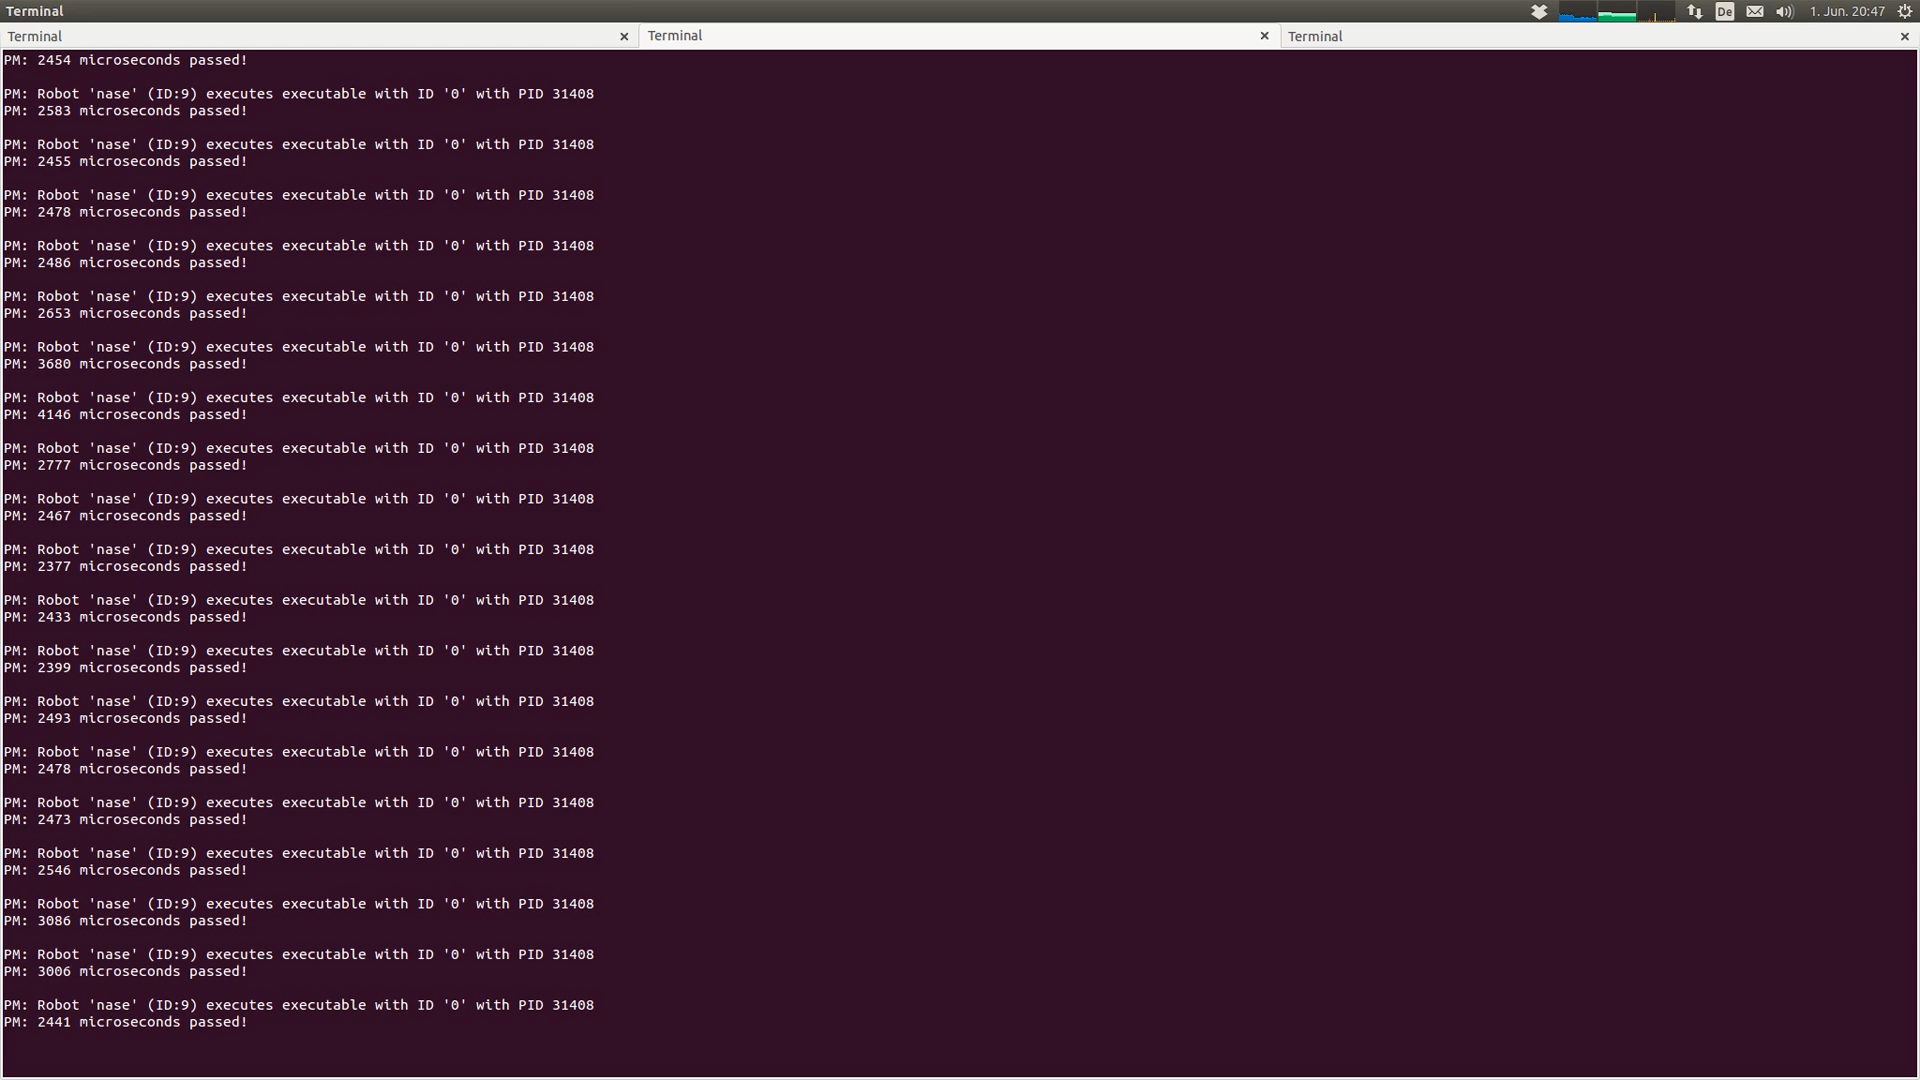 Terminal
De
1. Jun. 20:47
Terminal
Terminal
Terminal
PM: 2454 microseconds passed!
PM: Robot 'nase' (ID:9) executes executable with ID '0' with PID 31408
PM: 2583 microseconds passed!
PM: Robot 'nase' (ID:9) executes executable with ID '0' with PID 31408
PM: 2455 microseconds passed!
PM: Robot 'nase' (ID:9) executes executable with ID '0' with PID 31408
PM: 2478 microseconds passed!
PM: Robot 'nase' (ID:9) executes executable with ID '0' with PID 31408
PM: 2486 microseconds passed!
PM: Robot 'nase' (ID:9) executes executable with ID '0' with PID 31408
PM: 2653 microseconds passed!
PM: Robot 'nase' (ID:9) executes executable with ID '0' with PID 31408
PM: 3680 microseconds passed!
PM: Robot 'nase' (ID:9) executes executable with ID '0' with PID 31408
PM: 4146 microseconds passed!
PM: Robot 'nase' (ID:9) executes executable with ID '0' with PID 31408
PM: 2777 microseconds passed!
PM: Robot 'nase' (ID:9) executes executable with ID '0' with PID 31408
PM: 2467 microseconds passed!
PM: Robot 'nase' (ID:9) executes executable with ID '0' with PID 31408
PM: 2377 microseconds passed!
PM: Robot 'nase' (ID:9) executes executable with ID '0' with PID 31408
PM: 2433 microseconds passed!
PM: Robot 'nase' (ID:9) executes executable with ID '0' with PID 31408
PM: 2399 microseconds passed!
PM: Robot 'nase' (ID:9) executes executable with ID '0' with PID 31408
PM: 2493 microseconds passed!
PM: Robot 'nase' (ID:9) executes executable with ID '0' with PID 31408
PM: 2478 microseconds passed!
PM: Robot 'nase' (ID:9) executes executable with ID '0' with PID 31408
PM: 2473 microseconds passed!
PM: Robot 'nase' (ID:9) executes executable with ID '0' with PID 31408
PM: 2546 microseconds passed!
PM: Robot 'nase' (ID:9) executes executable with ID '0' with PID 31408
PM: 3086 microseconds passed!
PM: Robot 'nase' (ID:9) executes executable with ID '0' with PID 31408
PM: 3006 microseconds passed!
PM: Robot 'nase' (ID:9) executes executable with ID '0' with PID 31408
PM: 2441 microseconds passed!